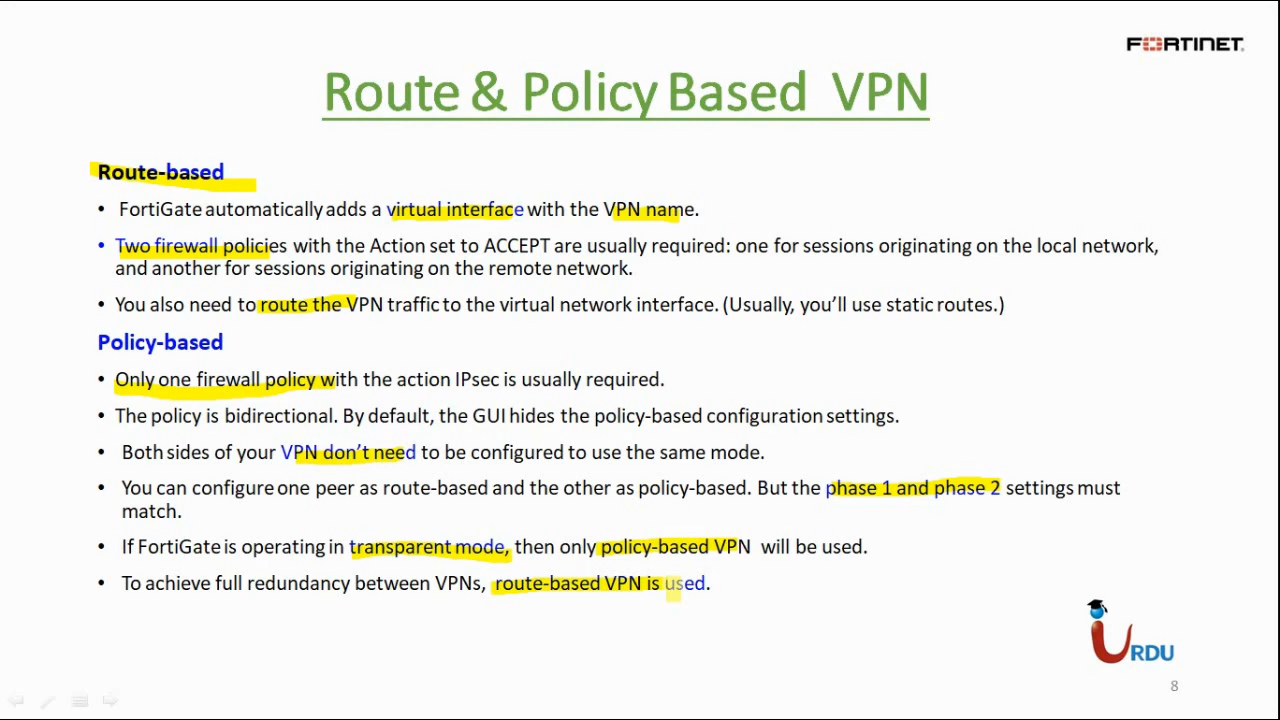 FORTINET
Route & Policy Based VPN
Route-based
• FortiGate automatically adds a virtual interface with the VPN name.
• Two firewall policies with the Action set to ACCEPT are usually required: one for sessions originating on the local network,
and another for sessions originating on the remote network.
• You also need to route the VPN traffic to the virtual network interface. (Usually, you’ll use static routes.)
Policy-based
• Only one firewall policy with the action IPsec is usually required.
• The policy is bidirectional. By default, the GUI hides the policy-based configuration settings.
• Both sides of your VPN don’t need to be configured to use the same mode.
• You can configure one peer as route-based and the other as policy-based. But the phase 1 and phase 2 settings must
match.
• If FortiGate is operating in transparent mode, then only policy-based VPN will be used.
• To achieve full redundancy between VPNs, route-based VPN is used.
URDU
8